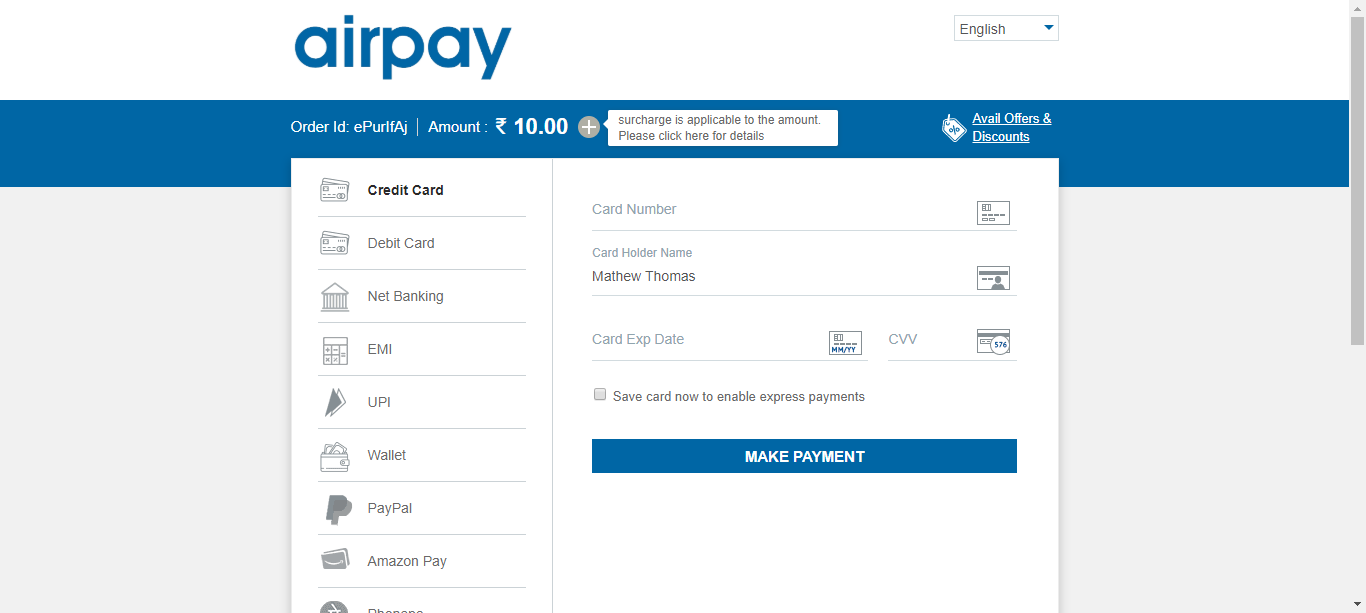 airpay
English
Order Id: ePurIfAj
Amount : ₹ 10.00
surcharge is applicable to the amount.
Please click here for details
Avail Offers &
Discounts
Credit Card
Debit Card
Net Banking
EMI
UPI
Wallet
PayPal
Amazon Pay
Phonepe
Card Number
Card Holder Name
Mathew Thomas
Card Exp Date
MM/YY
CVV
576
Save card now to enable express payments
MAKE PAYMENT